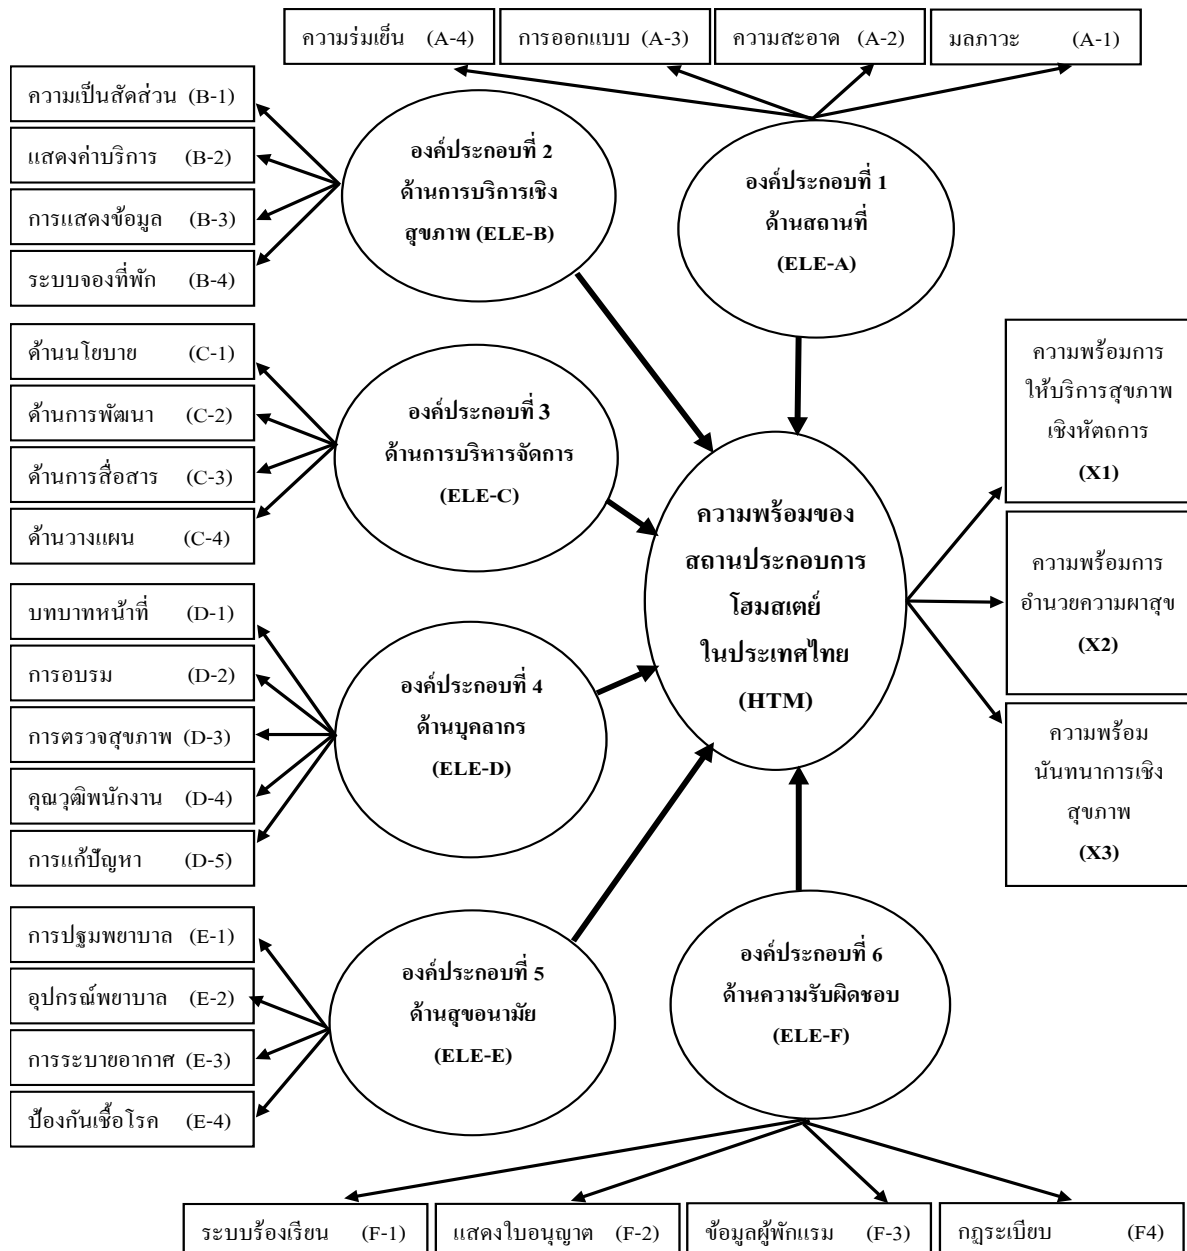 ความร่มเย็น (A-4)
การออกแบบ (A-3)
ความสะอาด (A-2)
มลภาวะ (A-1)
ความเป็นสัดส่วน (B-1)
แสดงค่าบริการ (B-2)
การแสดงข้อมูล (B-3)
ระบบจองที่พัก (B-4)
องค์ประกอบที่ 2
ด้านการบริการเชิง
สุขภาพ (ELE-B)
องค์ประกอบที่ 1
ด้านสถานที่
(ELE-A)
ด้านนโยบาย (C-1)
ด้านการพัฒนา (C-2)
ด้านการสื่อสาร (C-3)
ด้านวางแผน (C-4)
องค์ประกอบที่ 3
ด้านการบริหารจัดการ
(ELE-C)
ความพร้อมของ
สถานประกอบการ
โฮมสเตย์
ในประเทศไทย
(HTM)
ความพร้อมการ
ให้บริการสุขภาพ
เชิงหัตถการ
(X1)
ความพร้อมการ
อำนวยความผาสุข
(X2)
ความพร้อม
นันทนาการเชิง
สุขภาพ
(X3)
บทบาทหน้าที่ (D-1)
การอบรม (D-2)
การตรวจสุขภาพ (D-3)
คุณวุฒิพนักงาน (D-4)
การแก้ปัญหา (D-5)
องค์ประกอบที่ 4
ด้านบุคลากร
(ELE-D)
การปฐมพยาบาล (E-1)
อุปกรณ์พยาบาล (E-2)
การระบายอากาศ (E-3)
ป้องกันเชื้อโรค (E-4)
องค์ประกอบที่ 5
ด้านสุขอนามัย
(ELE-E)
องค์ประกอบที่ 6
ด้านความรับผิดชอบ
(ELE-F)
ระบบร้องเรียน (F-1)
แสดงใบอนุญาต (F-2)
ข้อมูลผู้พักแรม (F-3)
กฎระเบียบ (F4)